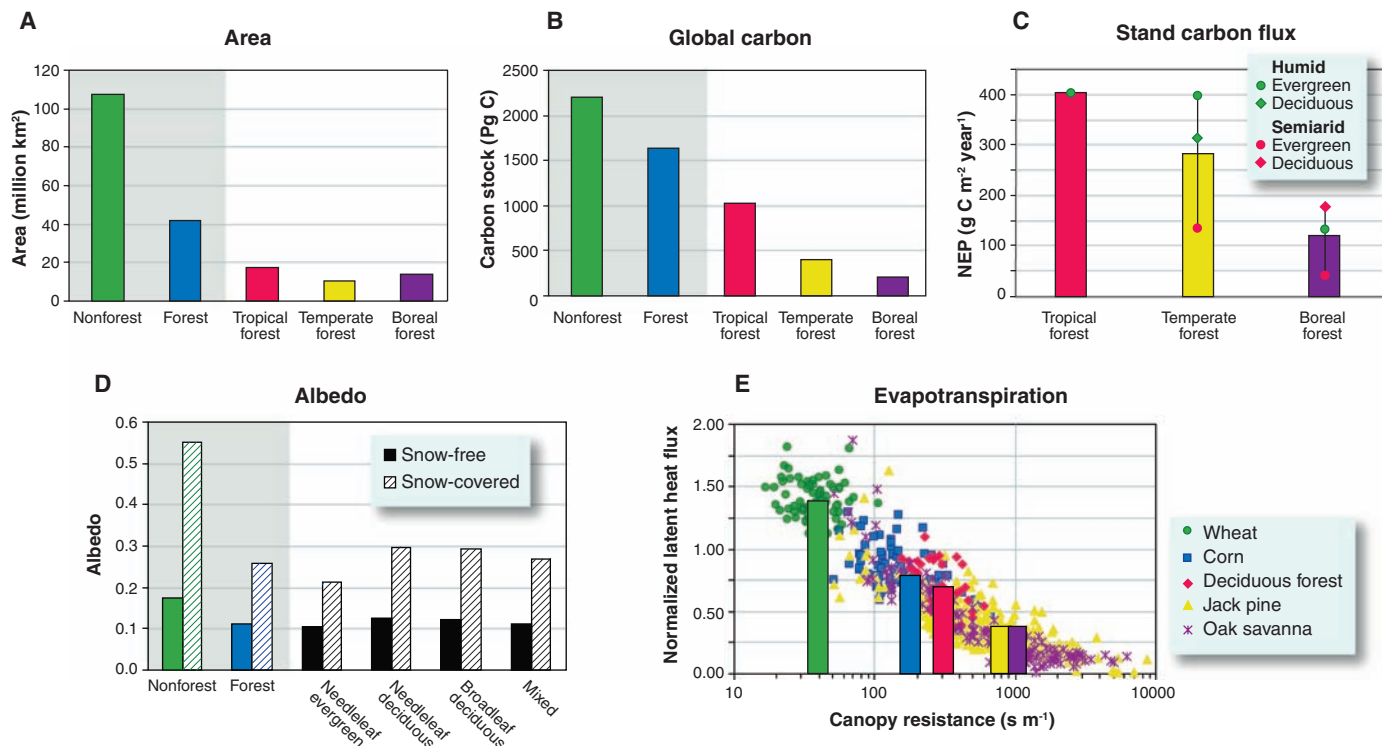 A
Area
Area (million km²)
120
100
80
60
40
20
0
Nonforest
Forest
Tropical
forest
Temperate
forest
Boreal
forest
B
Global carbon
Carbon stock (Pg C)
2500
2000
1500
1000
500
0
Nonforest
Forest
Tropical
forest
Temperate
forest
Boreal
forest
C
Stand carbon flux
NEP (g C m⁻² year¹)
400
300
200
100
0
Humid
Evergreen
Deciduous
Semiarid
Evergreen
Deciduous
Tropical
forest
Temperate
forest
Boreal
forest
D
Albedo
Albedo
0.6
0.5
0.4
0.3
0.2
0.1
0.0
Snow-free
Snow-covered
Nonforest
Forest
Needleleaf
evergreen
Needleleaf
deciduous
Broadleaf
deciduous
Mixed
E
Evapotranspiration
Normalized latent heat flux
2.00
1.50
1.00
0.50
0.00
10
100
1000
10000
Canopy resistance (s m⁻¹)
Wheat
Corn
Deciduous forest
Jack pine
Oak savanna